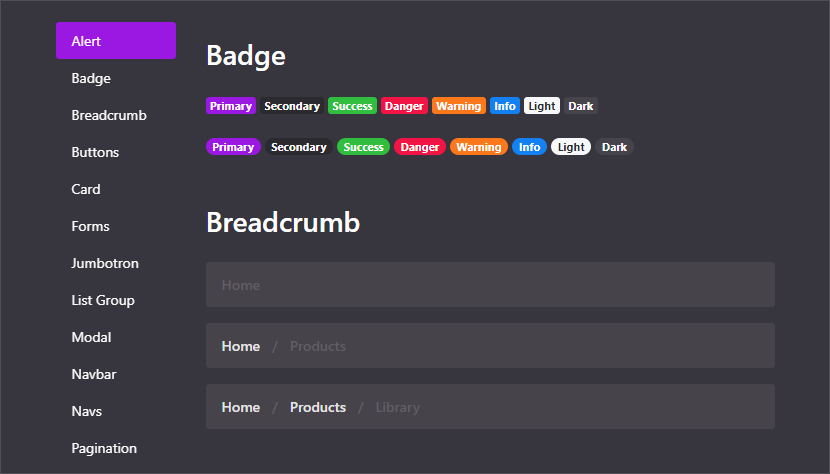 Alert
Badge
Breadcrumb
Buttons
Card
Forms
Jumbotron
List Group
Modal
Navbar
Navs
Pagination
Badge
Primary Secondary Success Danger Warning Info Light Dark
Primary Secondary Success Danger Warning Info Light Dark
Breadcrumb
Home
Home / Products
Home / Products / Library